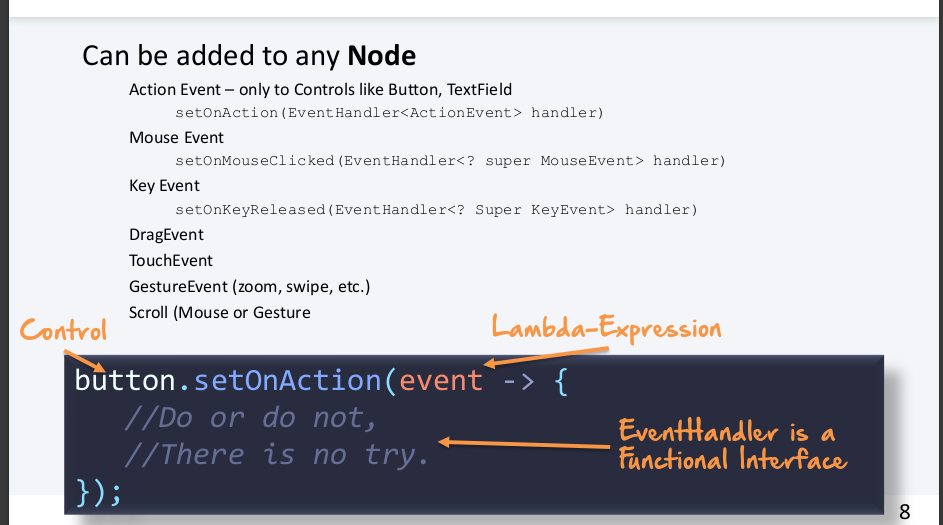 Can be added to any Node
Action Event – only to Controls like Button, TextField
setOnAction(EventHandler<ActionEvent> handler)
Mouse Event
setOnMouseClicked(EventHandler<? super MouseEvent> handler)
Key Event
setOnKeyReleased(EventHandler<? Super KeyEvent> handler)
DragEvent
TouchEvent
GestureEvent (zoom, swipe, etc.)
Scroll (Mouse or Gesture
Control
Lambda-Expression
button.setOnAction(event -> {
//Do or do not,
//There is no try.
EventHandler is a
Functional Interface
});
8